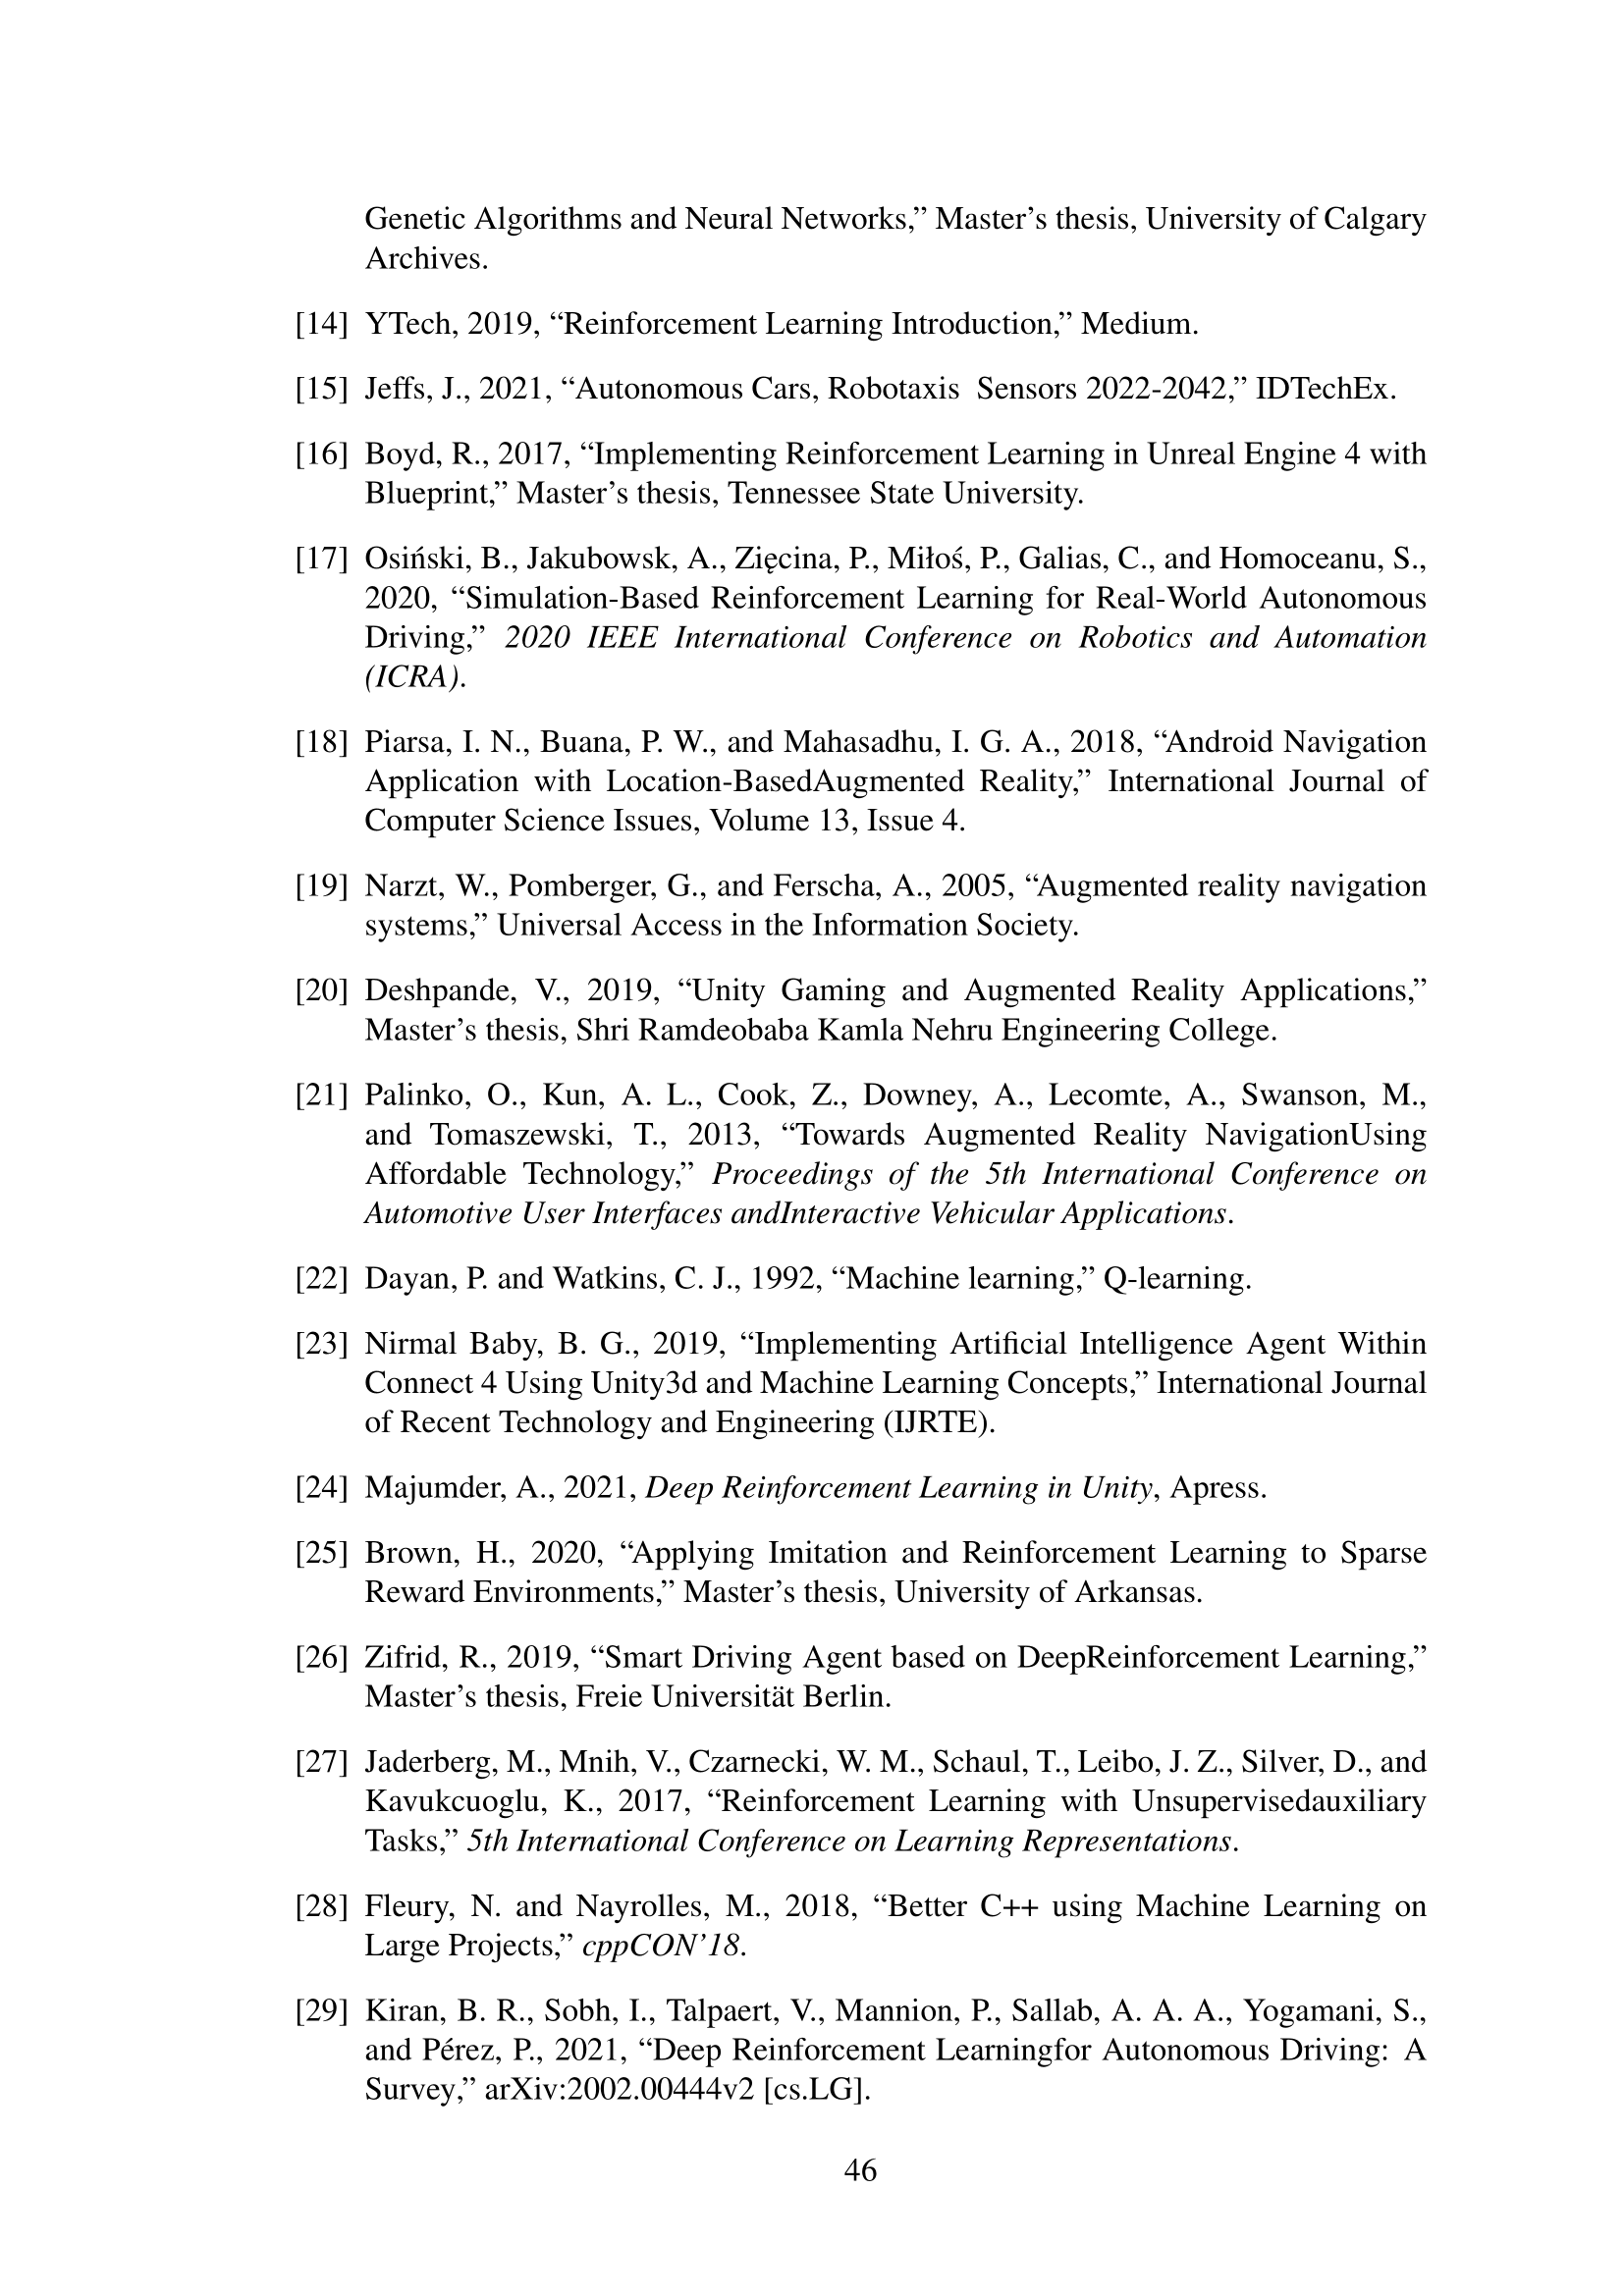 Genetic Algorithms and Neural Networks,” Master’s thesis, University of Calgary
Archives.
[14] YTech, 2019, “Reinforcement Learning Introduction,” Medium.
[15] Jeffs, J., 2021, “Autonomous Cars, Robotaxis  Sensors 2022-2042,” IDTechEx.
[16] Boyd, R., 2017, “Implementing Reinforcement Learning in Unreal Engine 4 with
Blueprint,” Master’s thesis, Tennessee State University.
[17] Osiński, B., Jakubowsk, A., Zięcina, P., Miłoś, P., Galias, C., and Homoceanu, S.,
2020, “Simulation-Based Reinforcement Learning for Real-World Autonomous
Driving,” 2020 IEEE International Conference on Robotics and Automation
(ICRA).
[18] Piarsa, I. N., Buana, P. W., and Mahasadhu, I. G. A., 2018, “Android Navigation
Application with Location-BasedAugmented Reality,” International Journal of
Computer Science Issues, Volume 13, Issue 4.
[19] Narzt, W., Pomberger, G., and Ferscha, A., 2005, “Augmented reality navigation
systems,” Universal Access in the Information Society.
[20] Deshpande, V., 2019, “Unity Gaming and Augmented Reality Applications,”
Master’s thesis, Shri Ramdeobaba Kamla Nehru Engineering College.
[21] Palinko, O., Kun, A. L., Cook, Z., Downey, A., Lecomte, A., Swanson, M.,
and Tomaszewski, T., 2013, “Towards Augmented Reality NavigationUsing
Affordable Technology,” Proceedings of the 5th International Conference on
Automotive User Interfaces andInteractive Vehicular Applications.
[22] Dayan, P. and Watkins, C. J., 1992, “Machine learning,” Q-learning.
[23] Nirmal Baby, B. G., 2019, “Implementing Artificial Intelligence Agent Within
Connect 4 Using Unity3d and Machine Learning Concepts,” International Journal
of Recent Technology and Engineering (IJRTE).
[24] Majumder, A., 2021, Deep Reinforcement Learning in Unity, Apress.
[25] Brown, H., 2020, “Applying Imitation and Reinforcement Learning to Sparse
Reward Environments,” Master’s thesis, University of Arkansas.
[26] Zifrid, R., 2019, “Smart Driving Agent based on DeepReinforcement Learning,”
Master’s thesis, Freie Universität Berlin.
[27] Jaderberg, M., Mnih, V., Czarnecki, W. M., Schaul, T., Leibo, J. Z., Silver, D., and
Kavukcuoglu, K., 2017, “Reinforcement Learning with Unsupervisedauxiliary
Tasks,” 5th International Conference on Learning Representations.
[28] Fleury, N. and Nayrolles, M., 2018, “Better C++ using Machine Learning on
Large Projects,” cppCON’18.
[29] Kiran, B. R., Sobh, I., Talpaert, V., Mannion, P., Sallab, A. A. A., Yogamani, S.,
and Pérez, P., 2021, “Deep Reinforcement Learningfor Autonomous Driving: A
Survey,” arXiv:2002.00444v2 [cs.LG].
46